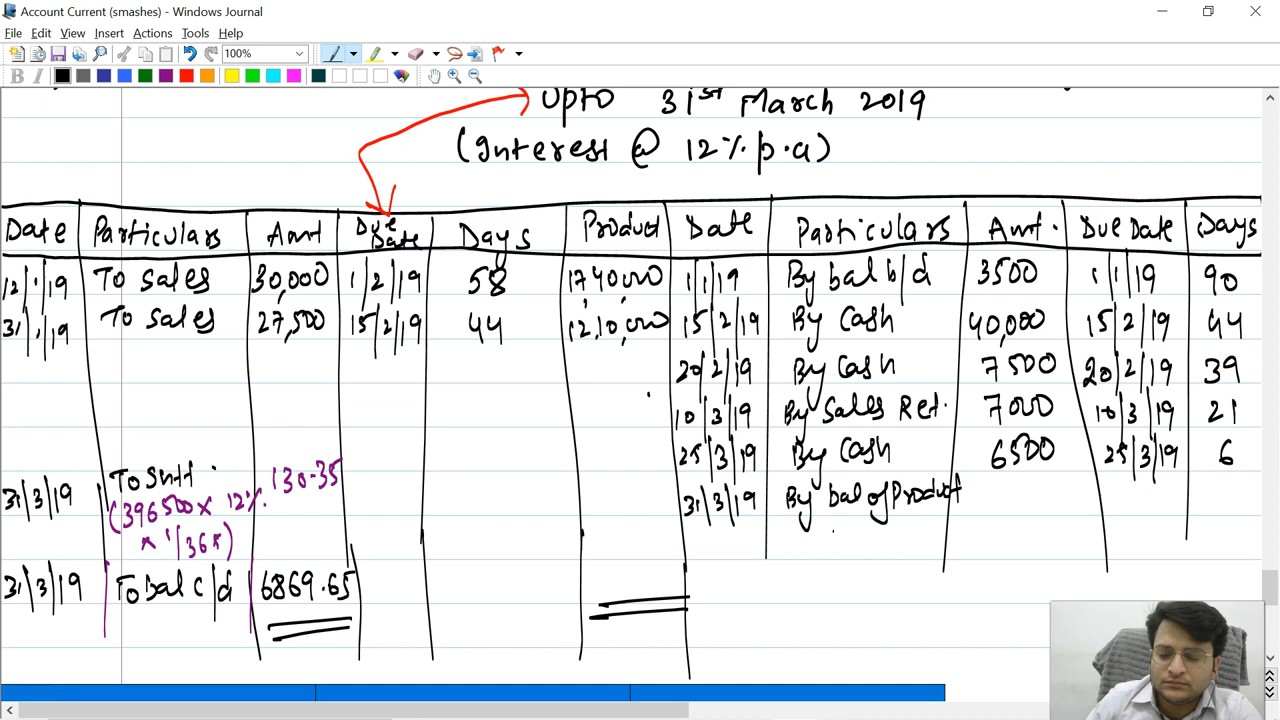 Account Current (smashes) - Windows Journal
File Edit View Insert Actions Tools Help
100%
B I
Upto 31st March 2019
(Interest @ 12% p.a)
Date Particulars Amt Due Date Days Product Date Particulars Amt. Due Date Days
12/1/19 To Sales 30,000 1/2/19 58 1740,000 1/1/19 By bal b/d 3500 1/1/19 90
31/1/19 To Sales 27,500 15/2/19 44 12,10,000 15/2/19 By Cash 40,000 15/2/19 44
20/2/19 By Cash 7500 20/2/19 39
10/3/19 By Sales Ret. 7000 10/3/19 21
25/3/19 By Cash 6500 25/3/19 6
31/3/19 To Intt. 130.35 31/3/19 By bal of Product
(396500 x 12%
x 1/365)
31/3/19 To bal c/d 6869.65